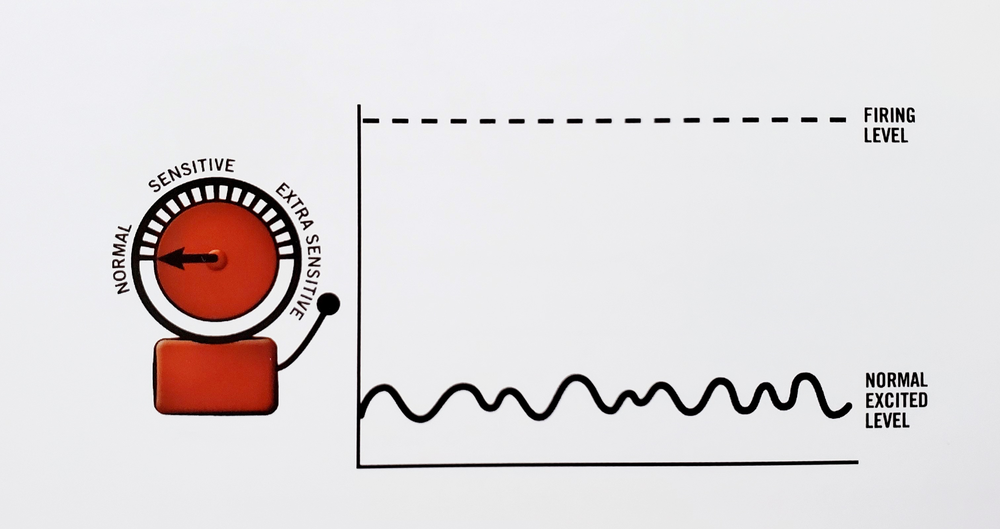 SENSITIVE
NORMAL
EXTRA SENSITIVE
FIRING
LEVEL
NORMAL
EXCITED
LEVEL